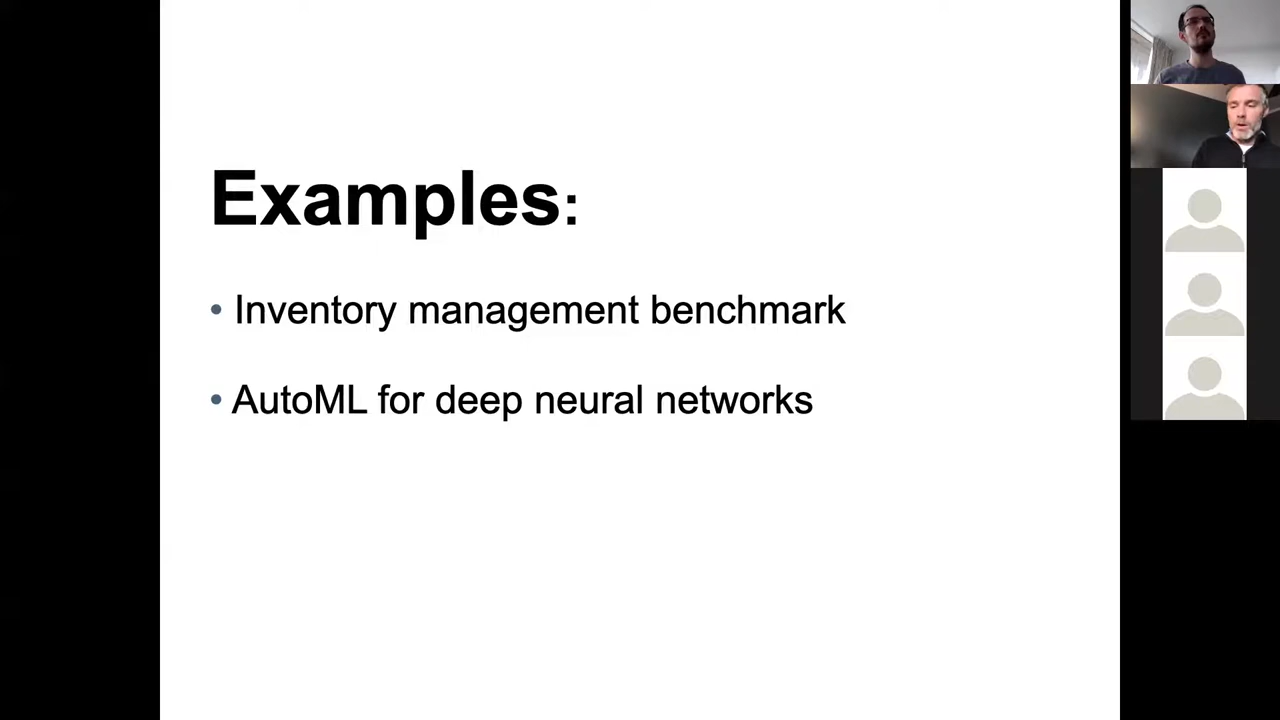 Examples:
• Inventory management benchmark
• AutoML for deep neural networks